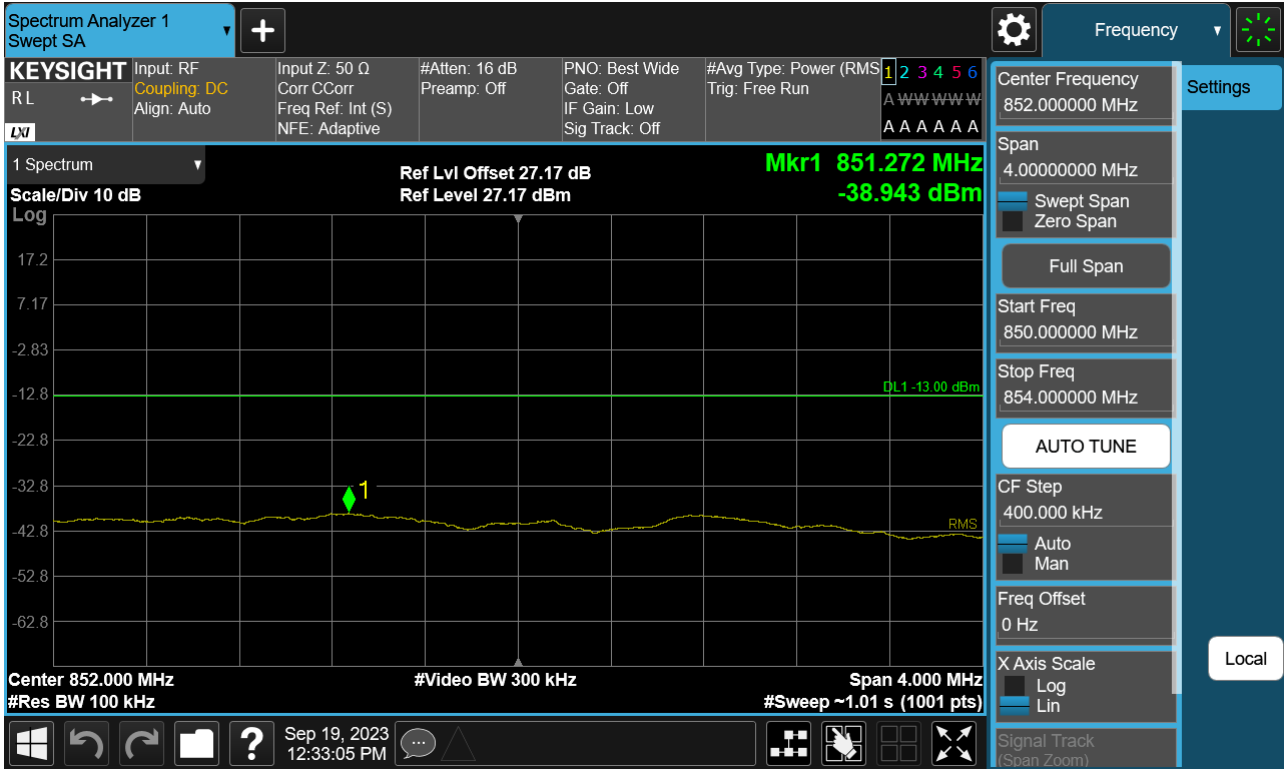 Spectrum Analyzer 1
Swept SA
+
Frequency
KEYSIGHT
R L
LXI
Input: RF
Coupling: DC
Align: Auto
Input Z: 50 Ω
Corr CCorr
Freq Ref: Int (S)
NFE: Adaptive
#Atten: 16 dB
Preamp: Off
PNO: Best Wide
Gate: Off
IF Gain: Low
Sig Track: Off
#Avg Type: Power (RMS
Trig: Free Run
1 2 3 4 5 6
A W W W W W
A A A A A A
1 Spectrum
Scale/Div 10 dB
Log
Ref Lvl Offset 27.17 dB
Ref Level 27.17 dBm
Mkr1 851.272 MHz
-38.943 dBm
17.2
7.17
-2.83
-12.8
-22.8
-32.8
-42.8
-52.8
-62.8
DL1 -13.00 dBm
1
RMS
Center 852.000 MHz
#Video BW 300 kHz
Span 4.000 MHz
#Res BW 100 kHz
#Sweep ~1.01 s (1001 pts)
Center Frequency
852.000000 MHz
Span
4.00000000 MHz
Swept Span
Zero Span
Full Span
Start Freq
850.000000 MHz
Stop Freq
854.000000 MHz
AUTO TUNE
CF Step
400.000 kHz
Auto
Man
Freq Offset
0 Hz
X Axis Scale
Log
Lin
Signal Track
(Span Zoom)
Settings
Local
?
Sep 19, 2023
12:33:05 PM